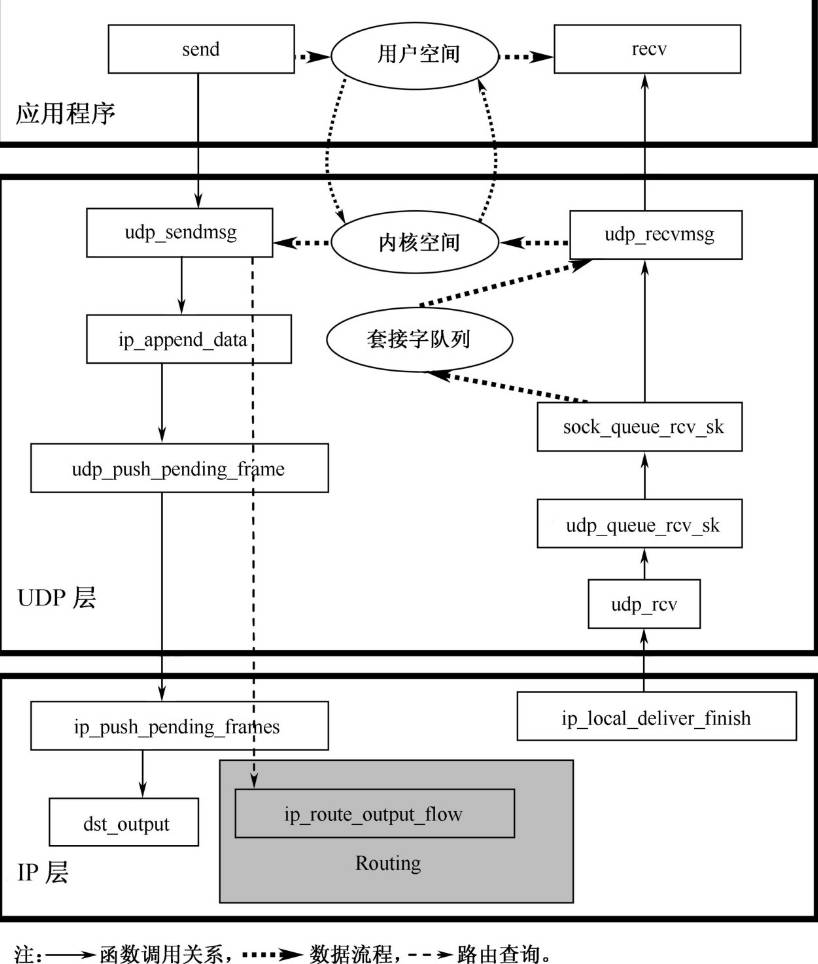 send
用户空间
recv
应用程序
udp_sendmsg
内核空间
udp_recvmsg
ip_append_data
套接字队列
sock_queue_rcv_sk
udp_push_pending_frame
udp_queue_rcv_sk
UDP 层
udp_rcv
ip_push_pending_frames
ip_local_deliver_finish
dst_output
ip_route_output_flow
Routing
IP 层
注: 函数调用关系, 数据流程, 路由查询。